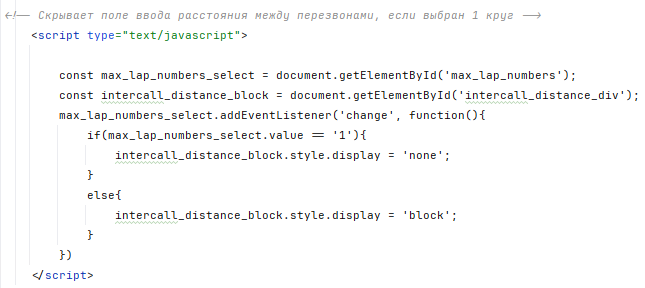 <!-- Скрывает поле ввода расстояния между перезвонами, если выбран 1 круг -->
<script type="text/javascript">
const max_lap_numbers_select = document.getElementById('max_lap_numbers');
const intercall_distance_block = document.getElementById('intercall_distance_div');
max_lap_numbers_select.addEventListener('change', function(){
if(max_lap_numbers_select.value == '1'){
intercall_distance_block.style.display = 'none';
}
else{
intercall_distance_block.style.display = 'block';
}
})
</script>